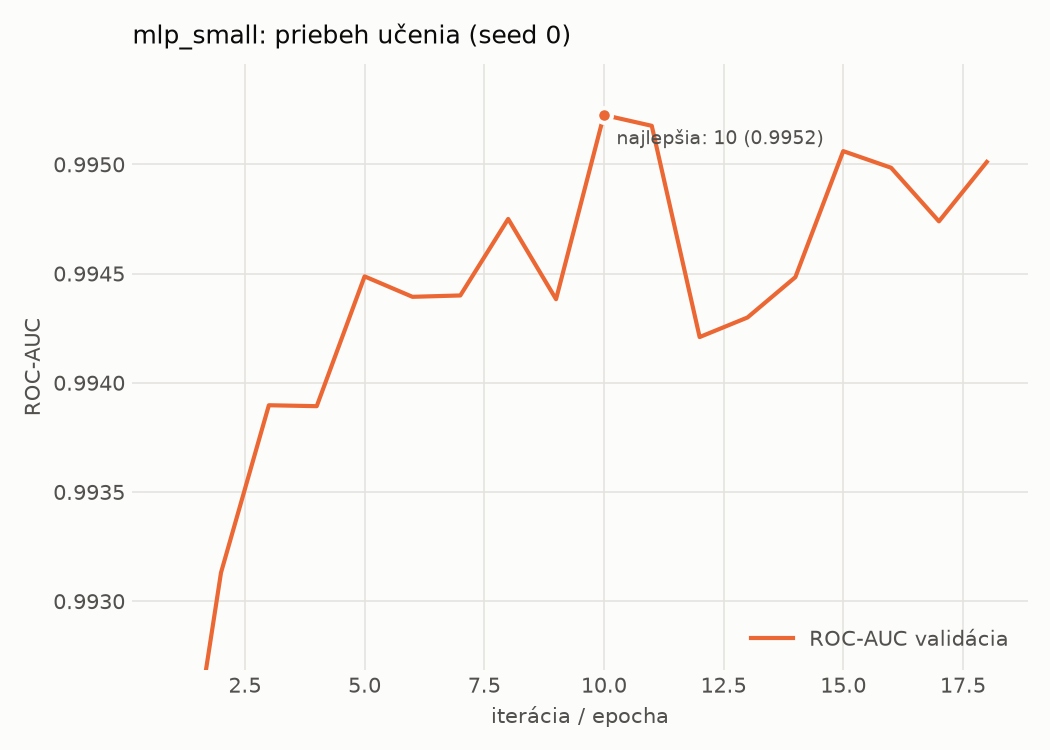 mlp_small: priebeh učenia (seed 0)
najlepšia: 10 (0.9952)
0.9950
0.9945
0.9940
0.9935
0.9930
ROC-AUC
ROC-AUC validácia
2.5 5.0 7.5 10.0 12.5 15.0 17.5
iterácia / epocha